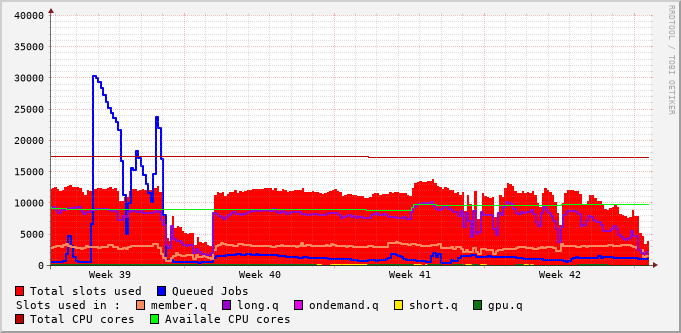 40000
35000
30000
25000
20000
15000
10000
5000
0
Week 39 Week 40 Week 41 Week 42
RRDTOOL / TOBI OETIKER
Total slots used Queued Jobs
Slots used in : member.q long.q ondemand.q short.q gpu.q
Total CPU cores Availale CPU cores